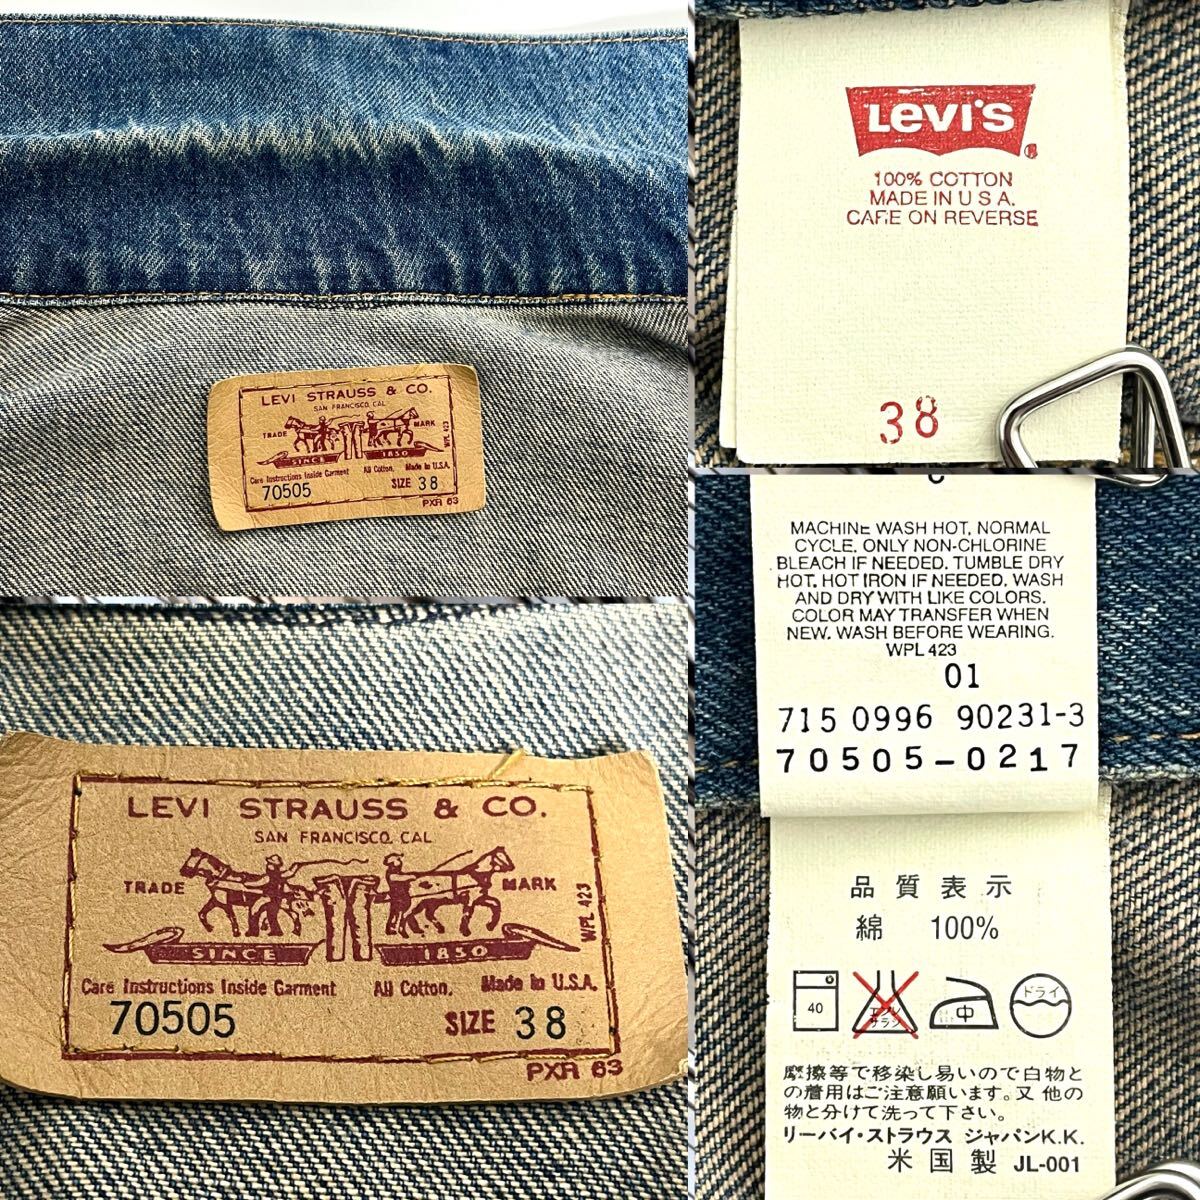 LEVI STRAUSS & CO.
SAN FRANCISCO, CAL
TRADE MARK
WPL 423
SINCE 1850
Care Instructions Inside Garment All Cotton. Made in U.S.A.
70505 SIZE 38
PXR 63
LEVI STRAUSS & CO.
SAN FRANCISCO, CAL
TRADE MARK
WPL 423
SINCE 1850
Care Instructions Inside Garment All Cotton. Made in U.S.A.
70505 SIZE 38
PXR 63
LEVI'S
®
100% COTTON
MADE IN U S A.
CARE ON REVERSE
38
MACHINE WASH HOT, NORMAL
CYCLE. ONLY NON-CHLORINE
BLEACH IF NEEDED. TUMBLE DRY
HOT. HOT IRON IF NEEDED. WASH
AND DRY WITH LIKE COLORS.
COLOR MAY TRANSFER WHEN
NEW. WASH BEFORE WEARING.
WPL 423
01
715 0996 90231-3
70505-0217
品質表示
綿 100%
40 エンソ サラシ 中 ドライ
摩擦等で移染し易いので白物と
の着用はご注意願います。又 他の
物と分けて洗って下さい。
リーバイ・ストラウス ジャパンK.K.
米国製 JL-001